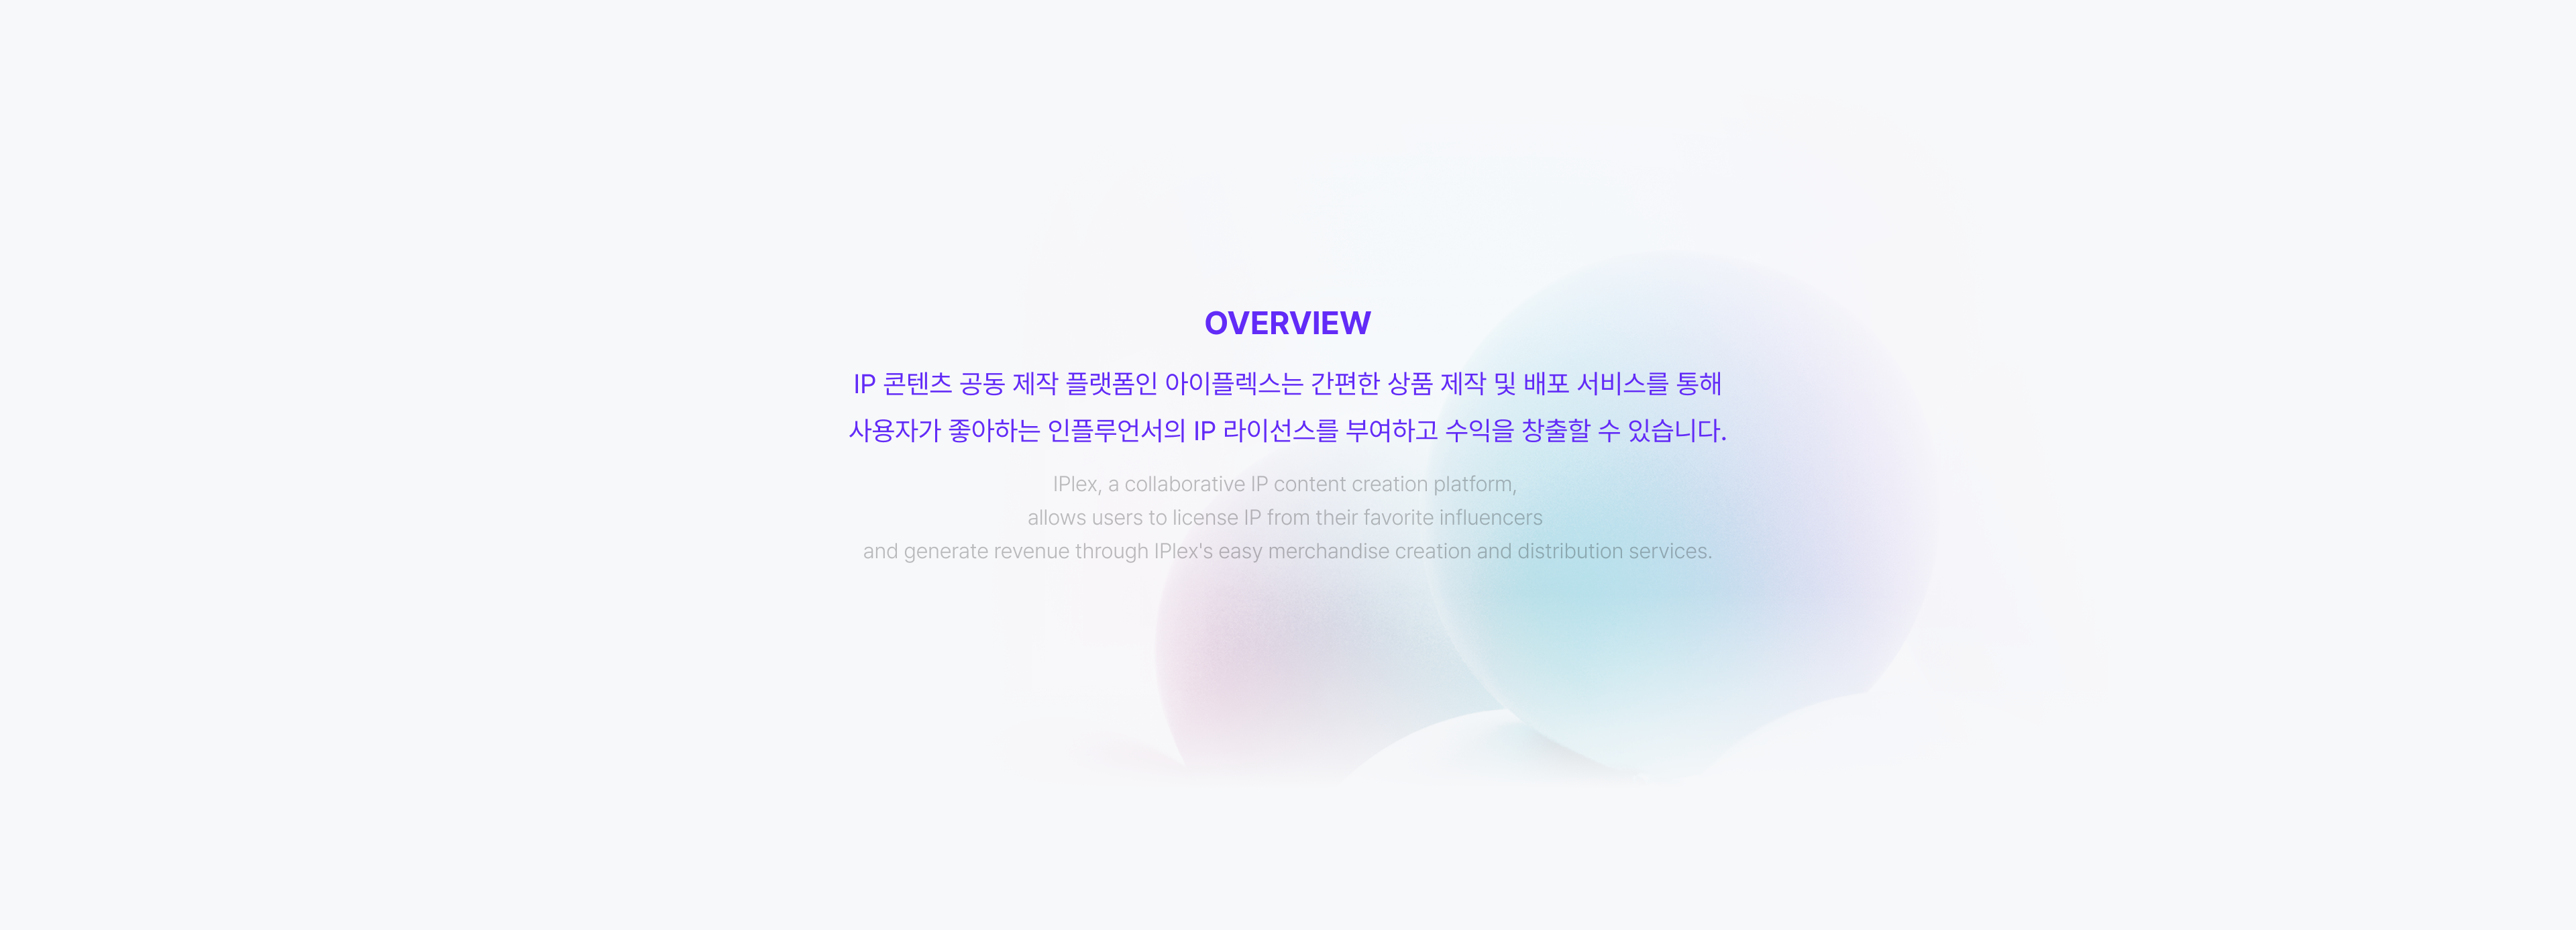 OVERVIEW
IP 콘텐츠 공동 제작 플랫폼인 아이플렉스는 간편한 상품 제작 및 배포 서비스를 통해
사용자가 좋아하는 인플루언서의 IP 라이선스를 부여하고 수익을 창출할 수 있습니다.
IPlex, a collaborative IP content creation platform,
allows users to license IP from their favorite influencers
and generate revenue through IPlex's easy merchandise creation and distribution services.